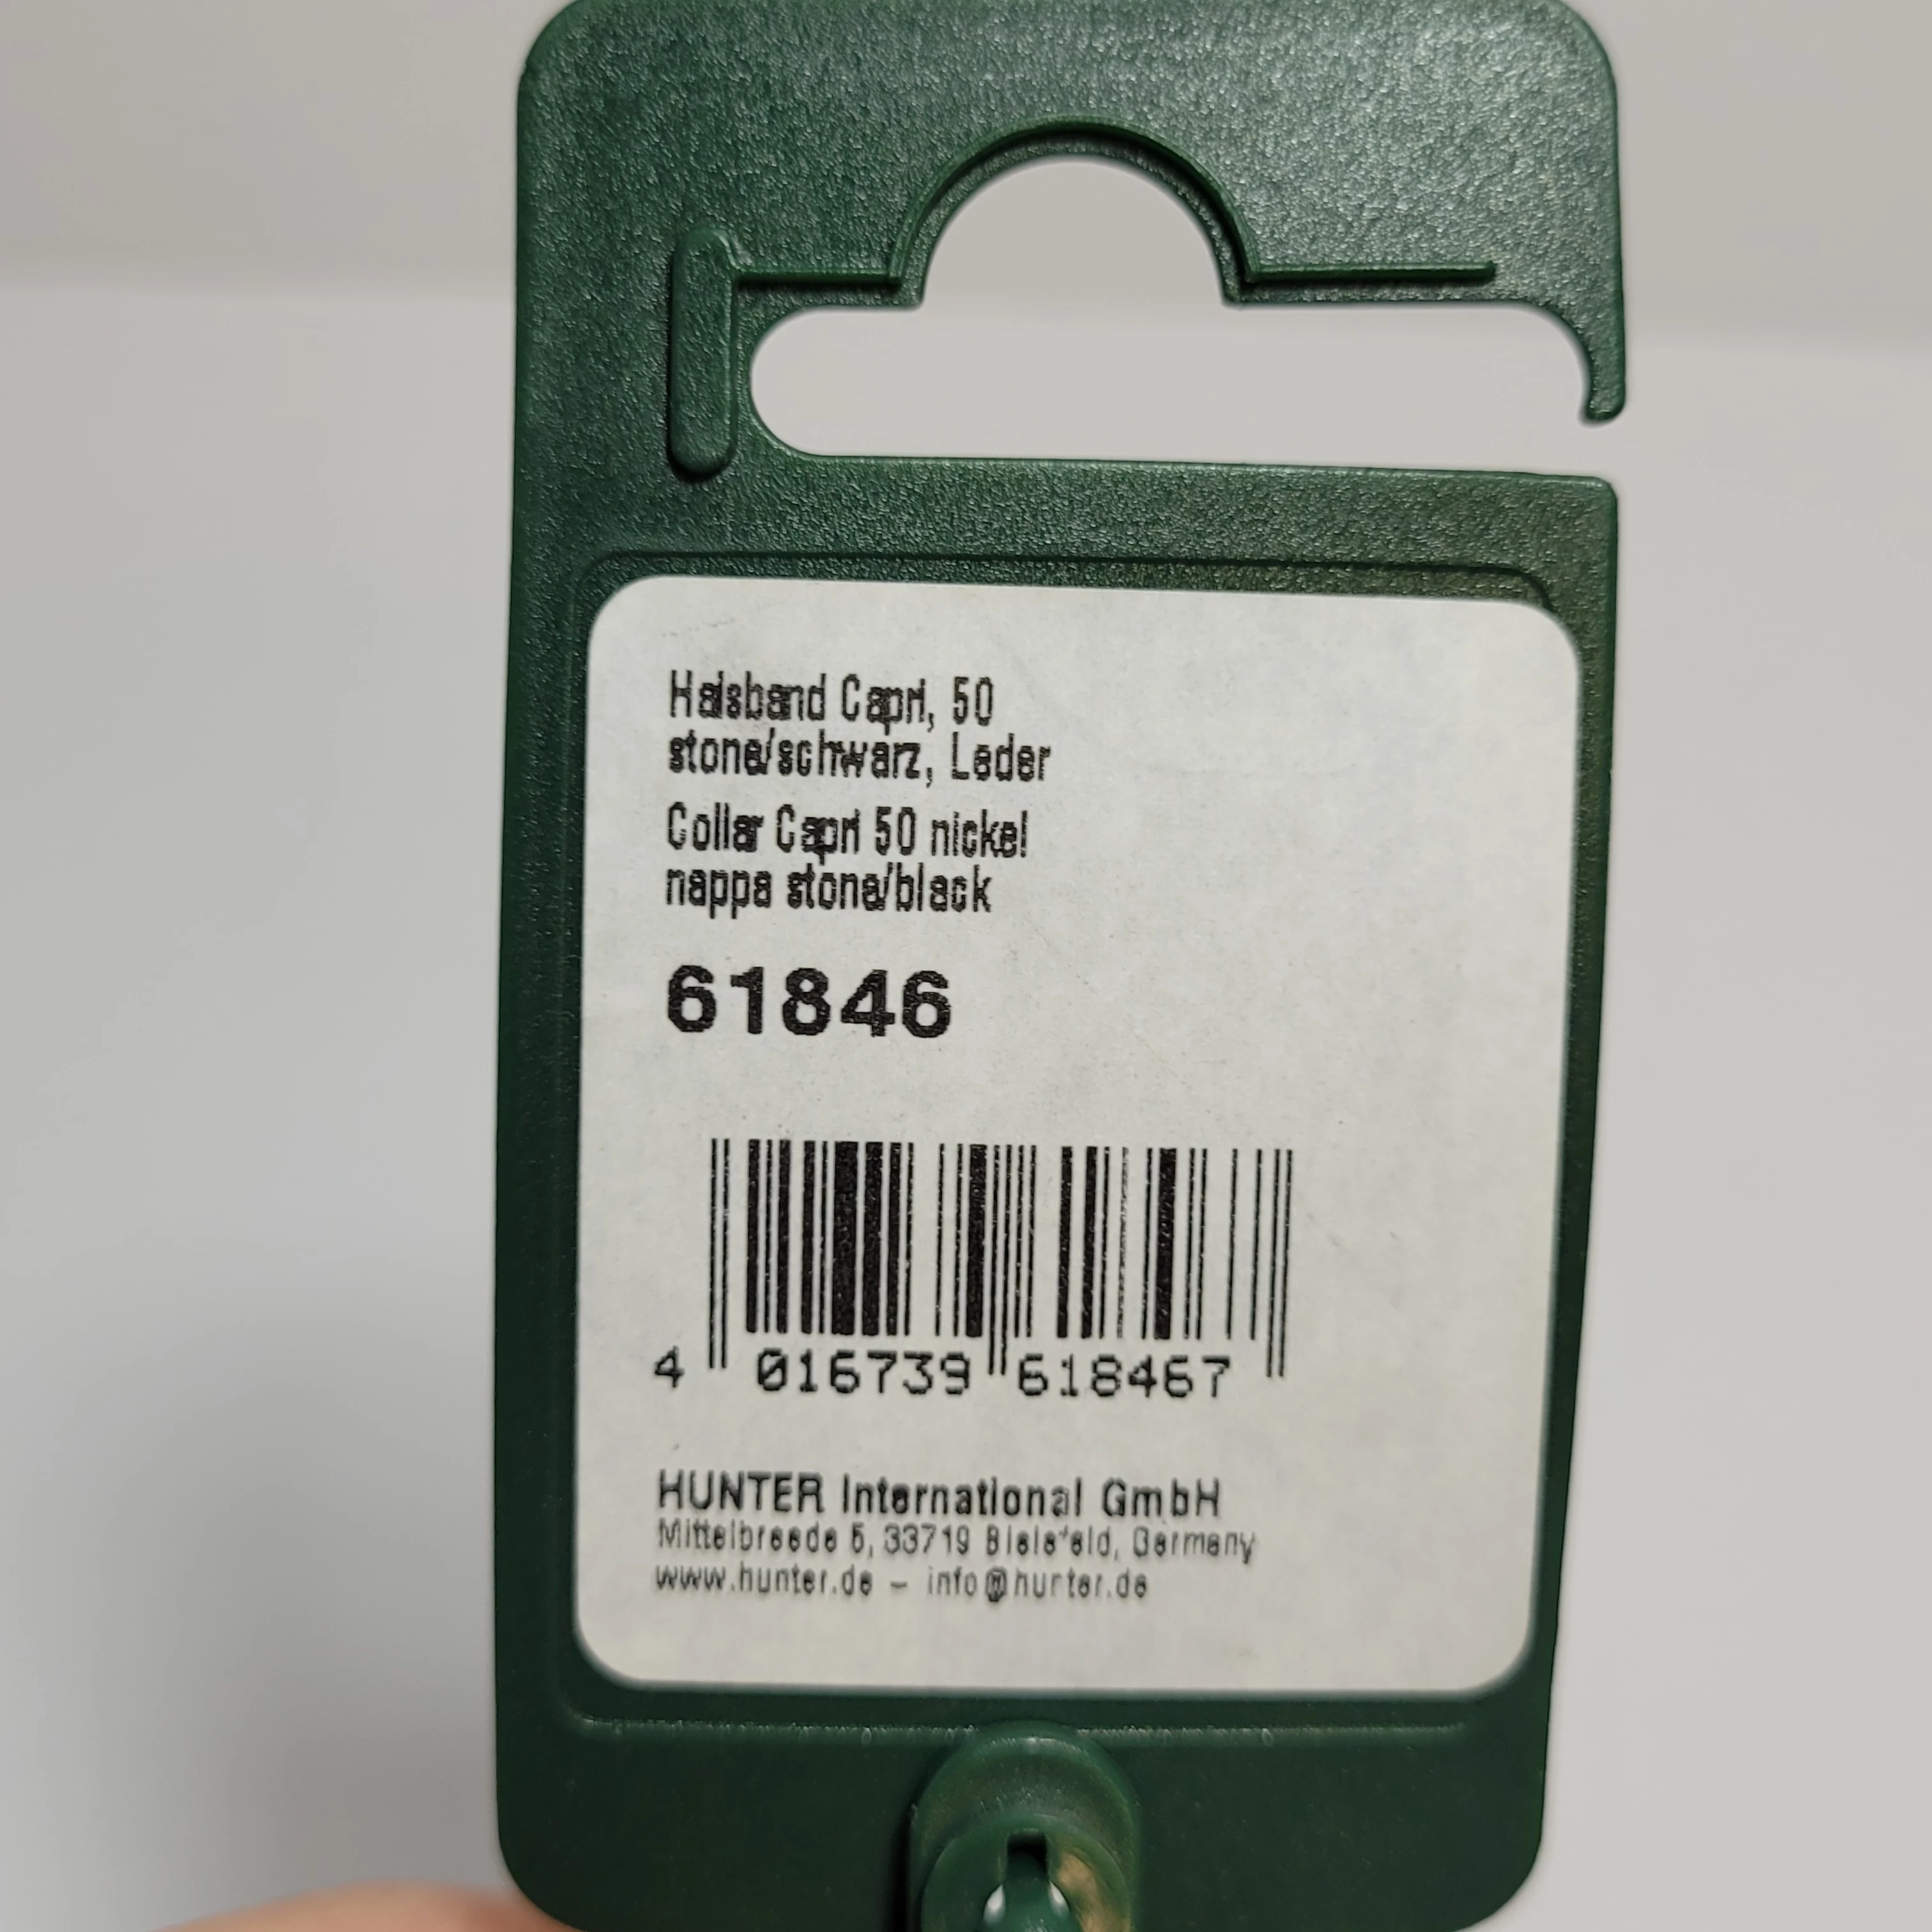 Halsband Capri, 50
stone/schwarz, Leder
Collar Capri 50 nickel
nappa stone/black
61846
4 016739 618467
HUNTER International GmbH
Mittelbreede 5, 33719 Bielefeld, Germany
www.hunter.de – info@hunter.de